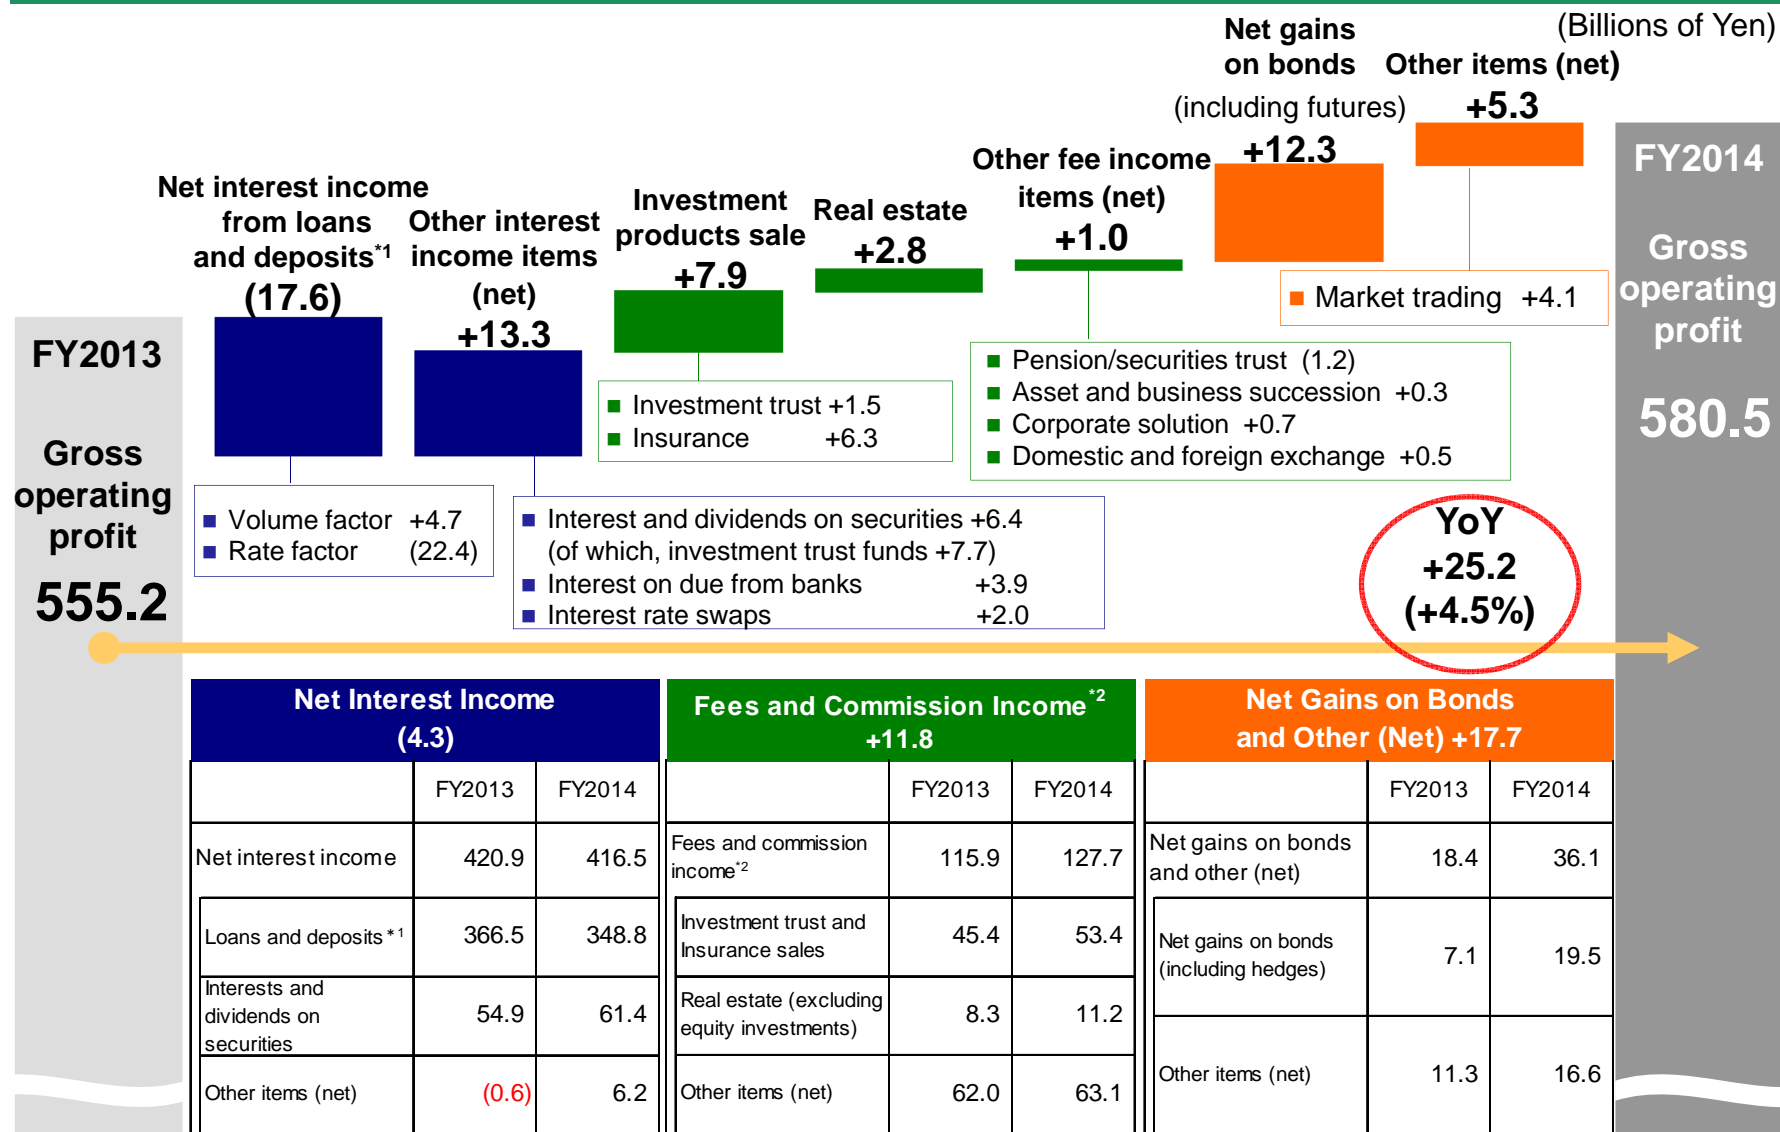 (Billions of Yen)
FY2013
Gross
operating
profit
555.2
Net interest income
from loans
and deposits*1
(17.6)
■ Volume factor +4.7
■ Rate factor (22.4)
Other interest
income items
(net)
+13.3
■ Interest and dividends on securities +6.4
(of which, investment trust funds +7.7)
■ Interest on due from banks +3.9
■ Interest rate swaps +2.0
Investment
products sale
+7.9
■ Investment trust +1.5
■ Insurance +6.3
Real estate
+2.8
Other fee income
items (net)
+1.0
■ Pension/securities trust (1.2)
■ Asset and business succession +0.3
■ Corporate solution +0.7
■ Domestic and foreign exchange +0.5
Net gains
on bonds
(including futures)
+12.3
Other items (net)
+5.3
■ Market trading +4.1
FY2014
Gross
operating
profit
580.5
YoY
+25.2
(+4.5%)
Net Interest Income
(4.3)
FY2013 FY2014
Net interest income 420.9 416.5
Loans and deposits*1 366.5 348.8
Interests and
dividends on
securities 54.9 61.4
Other items (net) (0.6) 6.2
Fees and Commission Income*2
+11.8
FY2013 FY2014
Fees and commission
income*2 115.9 127.7
Investment trust and
Insurance sales 45.4 53.4
Real estate (excluding
equity investments) 8.3 11.2
Other items (net) 62.0 63.1
Net Gains on Bonds
and Other (Net) +17.7
FY2013 FY2014
Net gains on bonds
and other (net) 18.4 36.1
Net gains on bonds
(including hedges) 7.1 19.5
Other items (net) 11.3 16.6